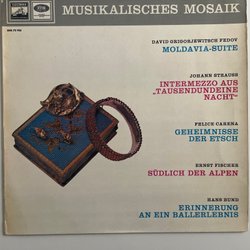 MUSIKALISCHES MOSAIK
DAVID GRIGORJEWITSCH FEDOV
MOLDAVIA-SUITE
JOHANN STRAUSS
INTERMEZZO AUS
„TAUSENDUNDEINE
NACHT“
FELICE CARENA
GEHEIMNISSE
DER ETSCH
ERNST FISCHER
SÜDLICH DER ALPEN
HANS BUND
ERINNERUNG
AN EIN BALLERLEBNIS